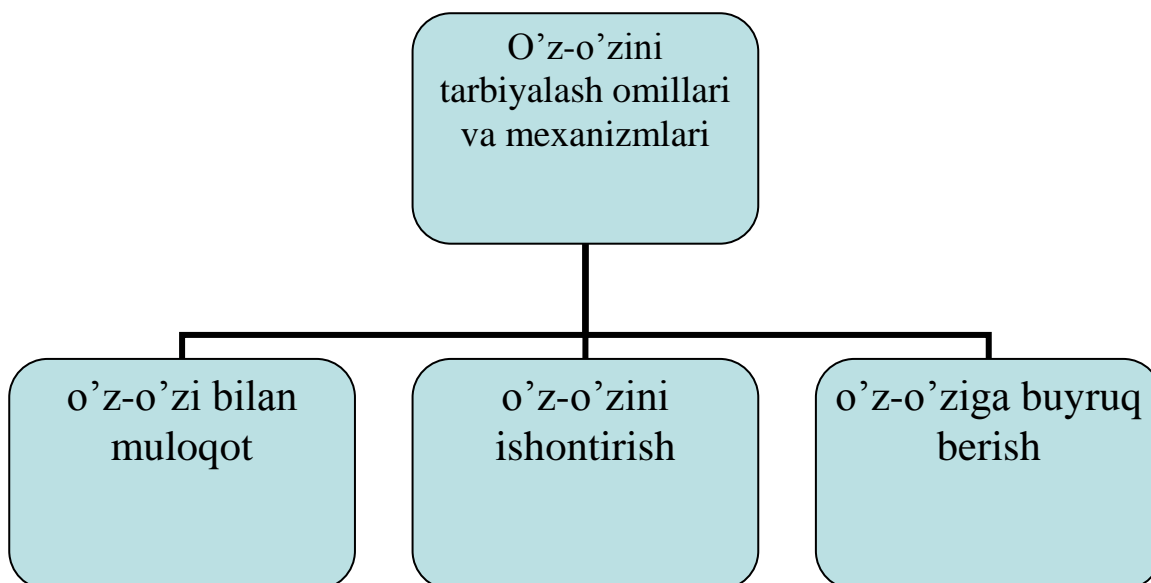 O’z-o’zini
tarbiyalash omillari
va mexanizmlari
o’z-o’zi bilan
muloqot
o’z-o’zini
ishontirish
o’z-o’ziga buyruq
berish